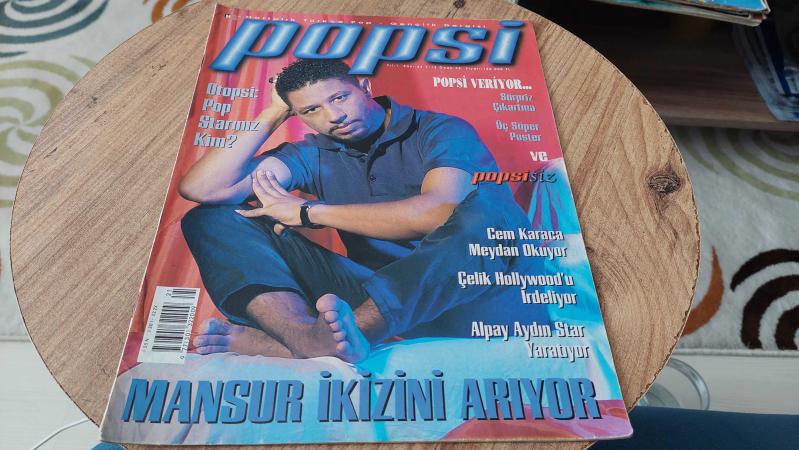 popsi
POPSİ VERİYOR...
Sürpriz
Çıkartma
Üç Süper
Poster
ve
popsisiz
Otopsi:
Pop
Starınız
Kim?
Cem Karaca
Meydan Okuyor
Çelik Hollywood'u
İrdeliyor
Alpay Aydın Star
Yaratıyor
MANSUR İKİZİNİ ARIYOR